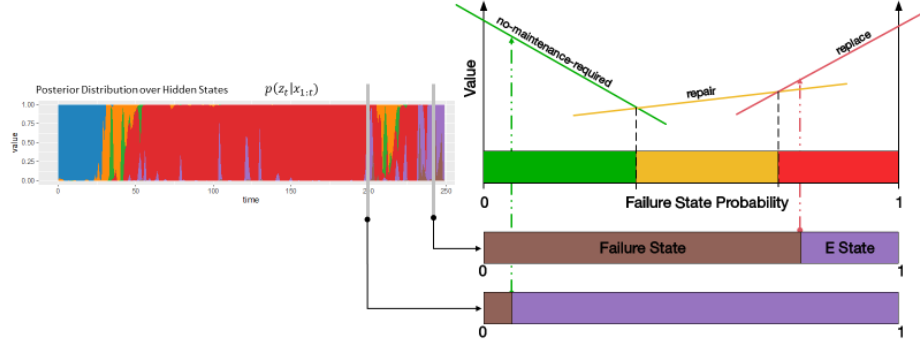 Posterior Distribution over Hidden States p(z_t|x_{1:t})
value
1.00
0.75
0.50
0.25
0.00
0 50 100 150 200 250
time
Value
no-maintenance-required
repair
replace
0 Failure State Probability 1
Failure State E State
0 1
0 1